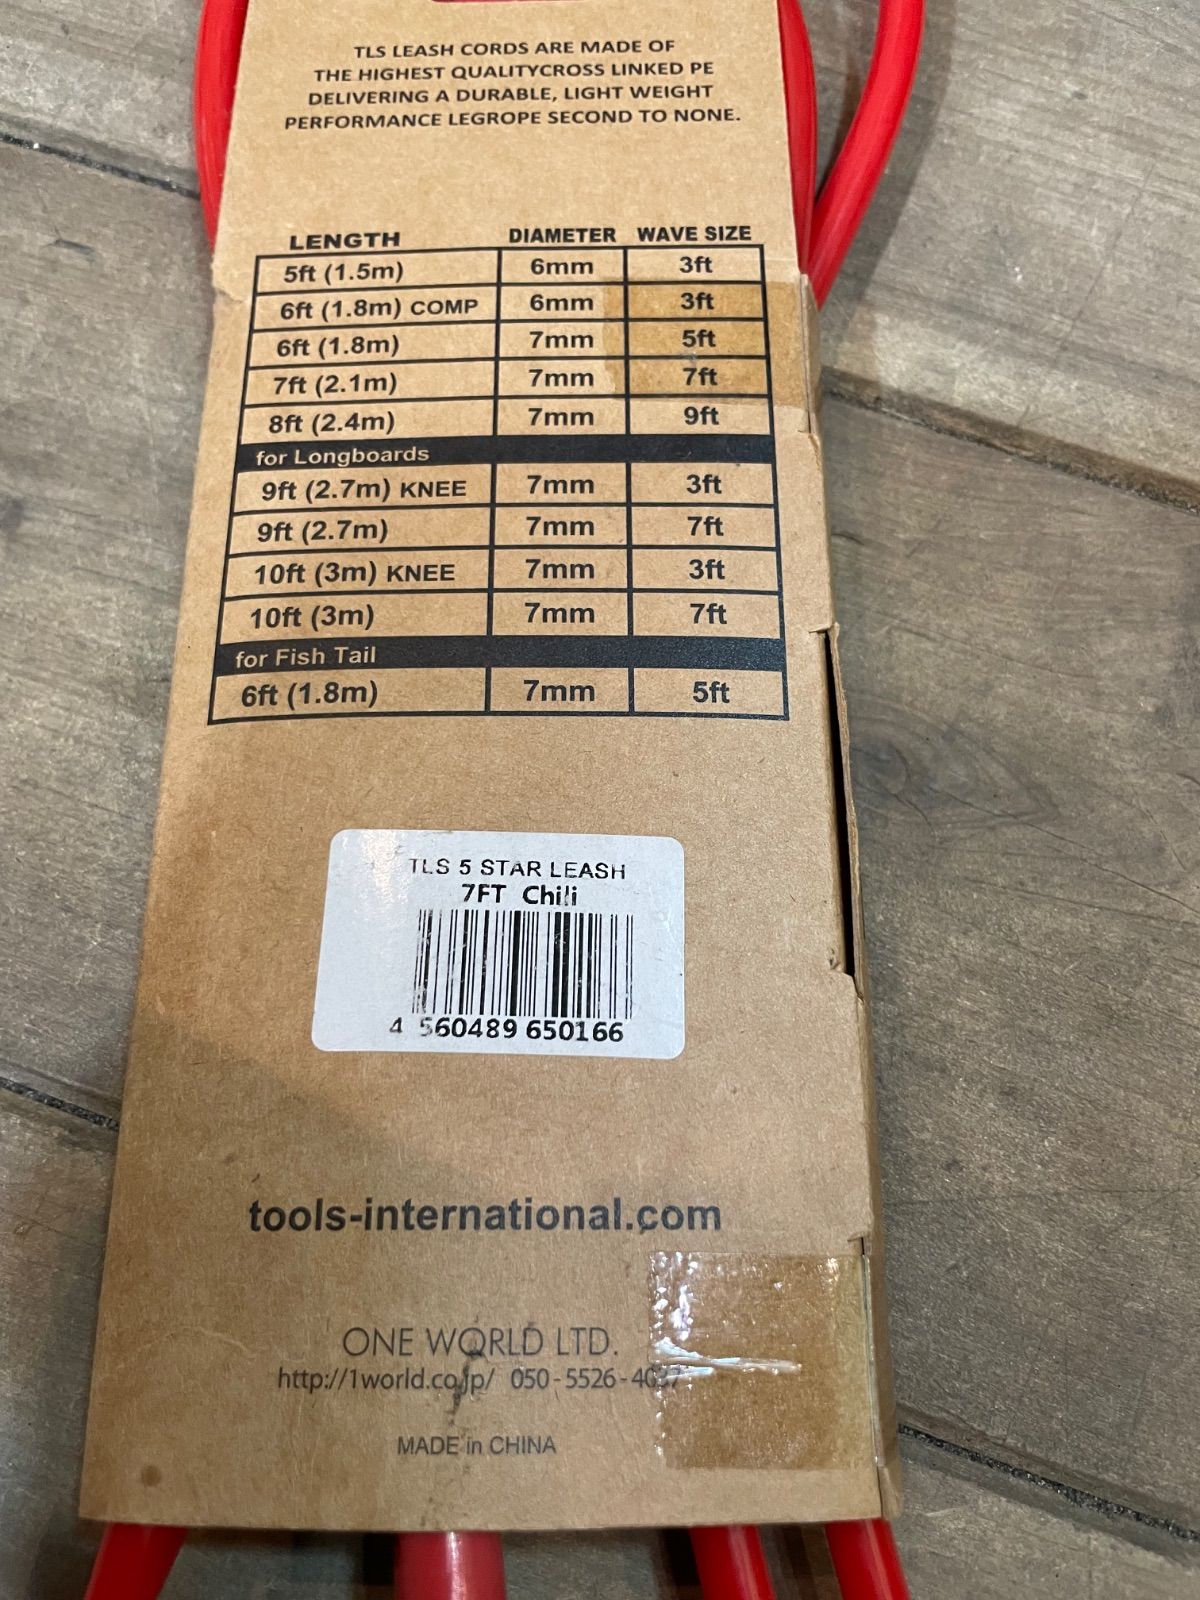 TLS LEASH CORDS ARE MADE OF
THE HIGHEST QUALITYCROSS LINKED PE
DELIVERING A DURABLE, LIGHT WEIGHT
PERFORMANCE LEGROPE SECOND TO NONE.
LENGTH DIAMETER WAVE SIZE
5ft (1.5m) 6mm 3ft
6ft (1.8m) COMP 6mm 3ft
6ft (1.8m) 7mm 5ft
7ft (2.1m) 7mm 7ft
8ft (2.4m) 7mm 9ft
for Longboards
9ft (2.7m) KNEE 7mm 3ft
9ft (2.7m) 7mm 7ft
10ft (3m) KNEE 7mm 3ft
10ft (3m) 7mm 7ft
for Fish Tail
6ft (1.8m) 7mm 5ft
TLS 5 STAR LEASH
7FT Chili
4 560489 650166
tools-international.com
ONE WORLD LTD.
http://1world.co.jp/ 050-5526-4037
MADE in CHINA